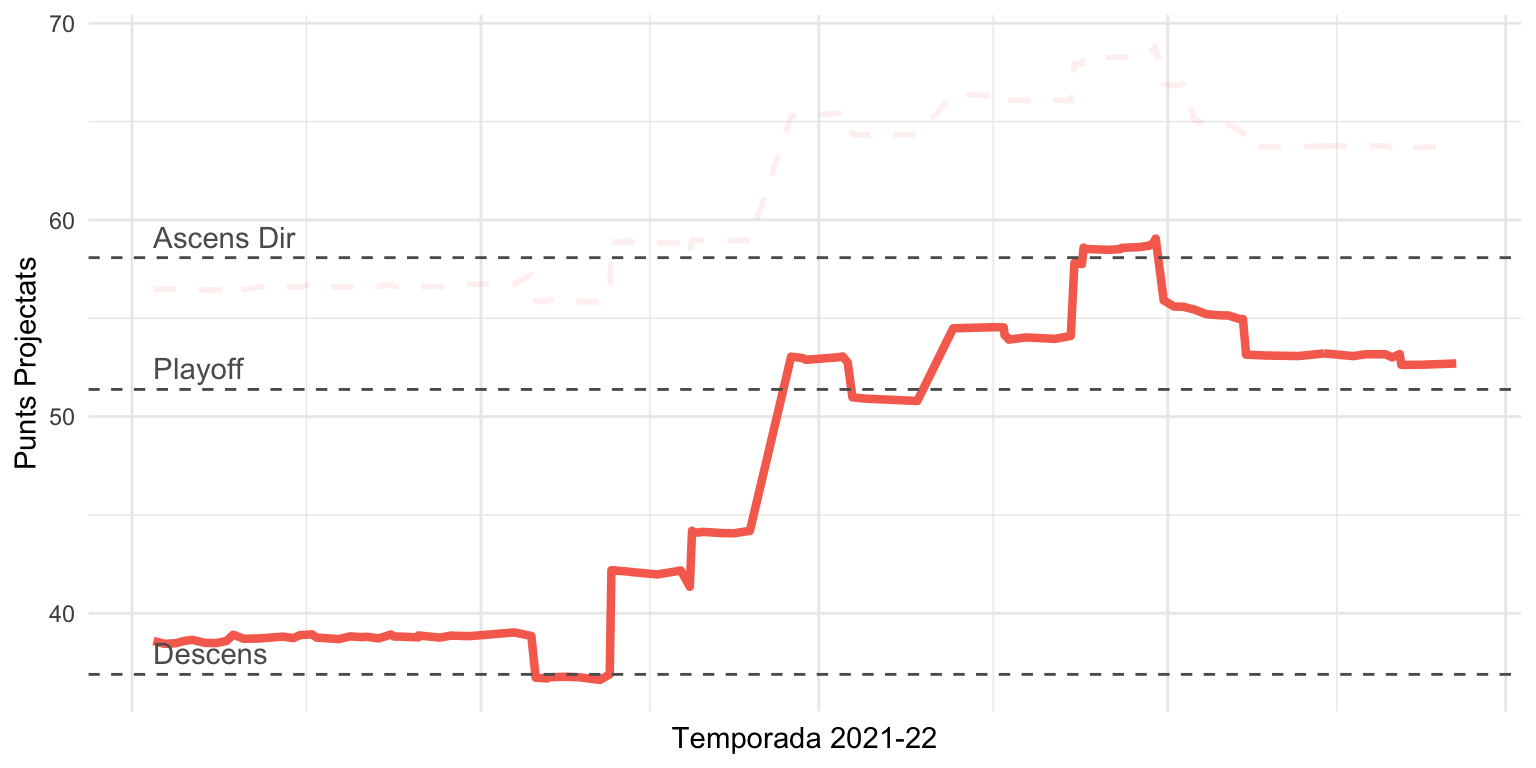 70
60
50
40
Punts Projectats
Ascens Dir
Playoff
Descens
Temporada 2021-22